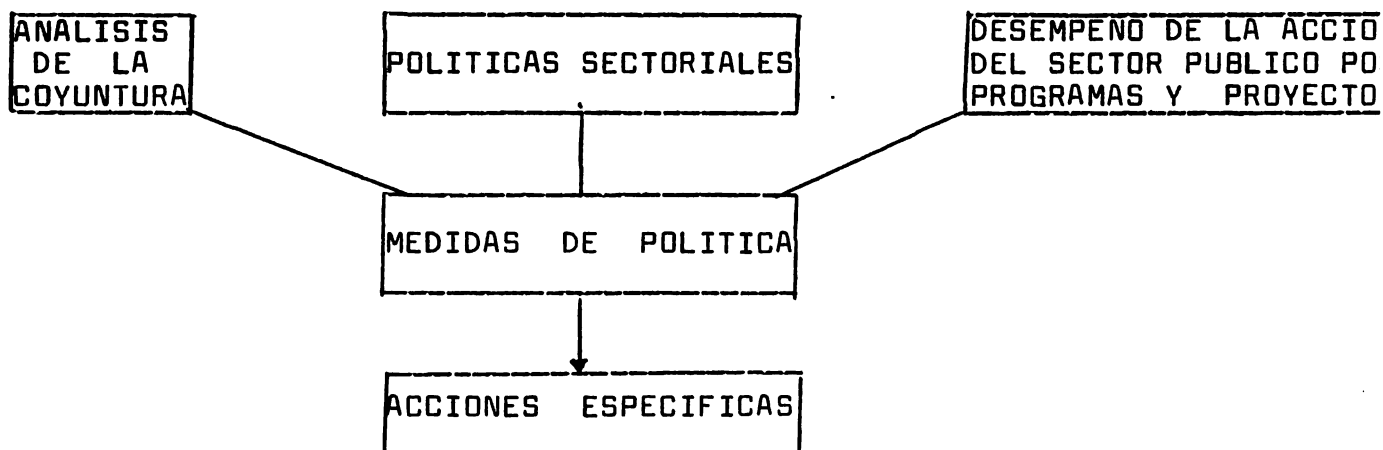 ANALISIS
DE LA
COYUNTURA
POLITICAS SECTORIALES
DESEMPENO DE LA ACCIO
DEL SECTOR PUBLICO PO
PROGRAMAS Y PROYECTO
MEDIDAS DE POLITICA
ACCIONES ESPECIFICAS